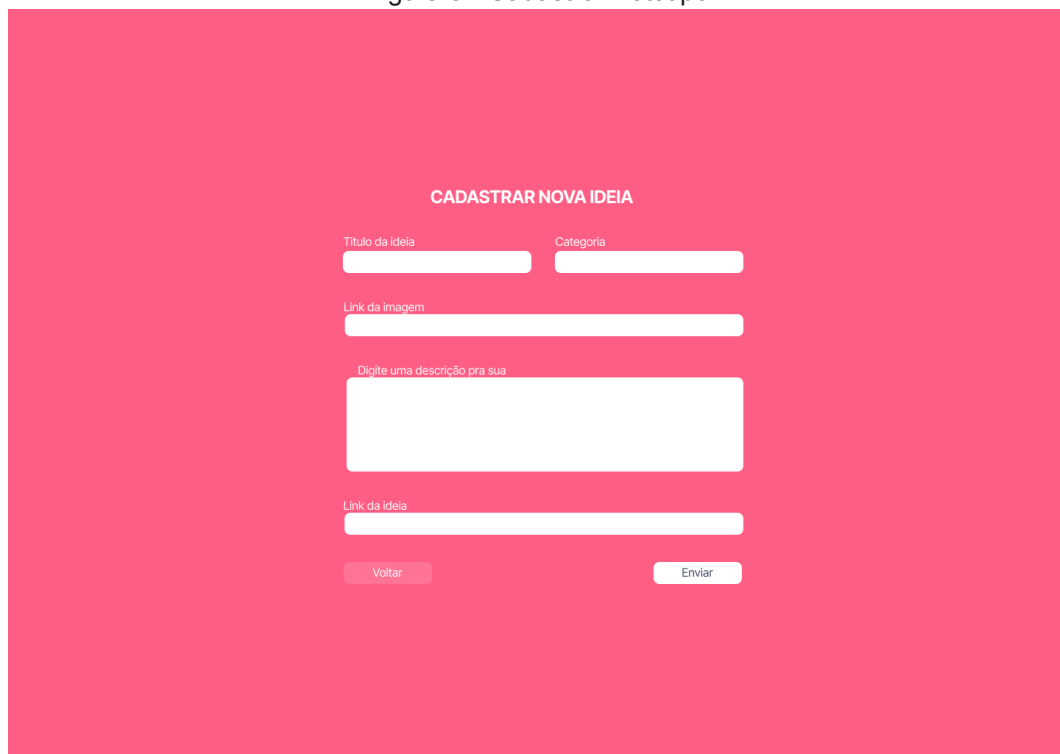 CADASTRAR NOVA IDEIA
Titulo da ideia Categoria
Link da imagem
Digite uma descrição pra sua
Link da ideia
Voltar Enviar